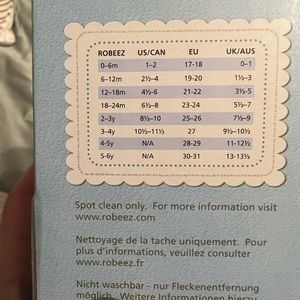 ROBEEZ US/CAN EU UK/AUS
0–6m 1–2 17-18 0–1
6–12m 2½–4 19-20 1½–3
12–18m 4½–6 21-22 3½-5
18–24m 6½–8 23-24 5½–7
2–3y 8½–10 25–26 7½–9
3–4y 10½–11½ 27 9½–10½
4-5y N/A 28-29 11-12½
5-6y N/A 30-31 13-13½
Spot clean only. For more information visit
www.robeez.com
Nettoyage de la tache uniquement. Pour
plus d'informations, veuillez consulter
www.robeez.fr
Nicht waschbar - nur Fleckenentfernung
möglich. Weitere Informationen hierzu